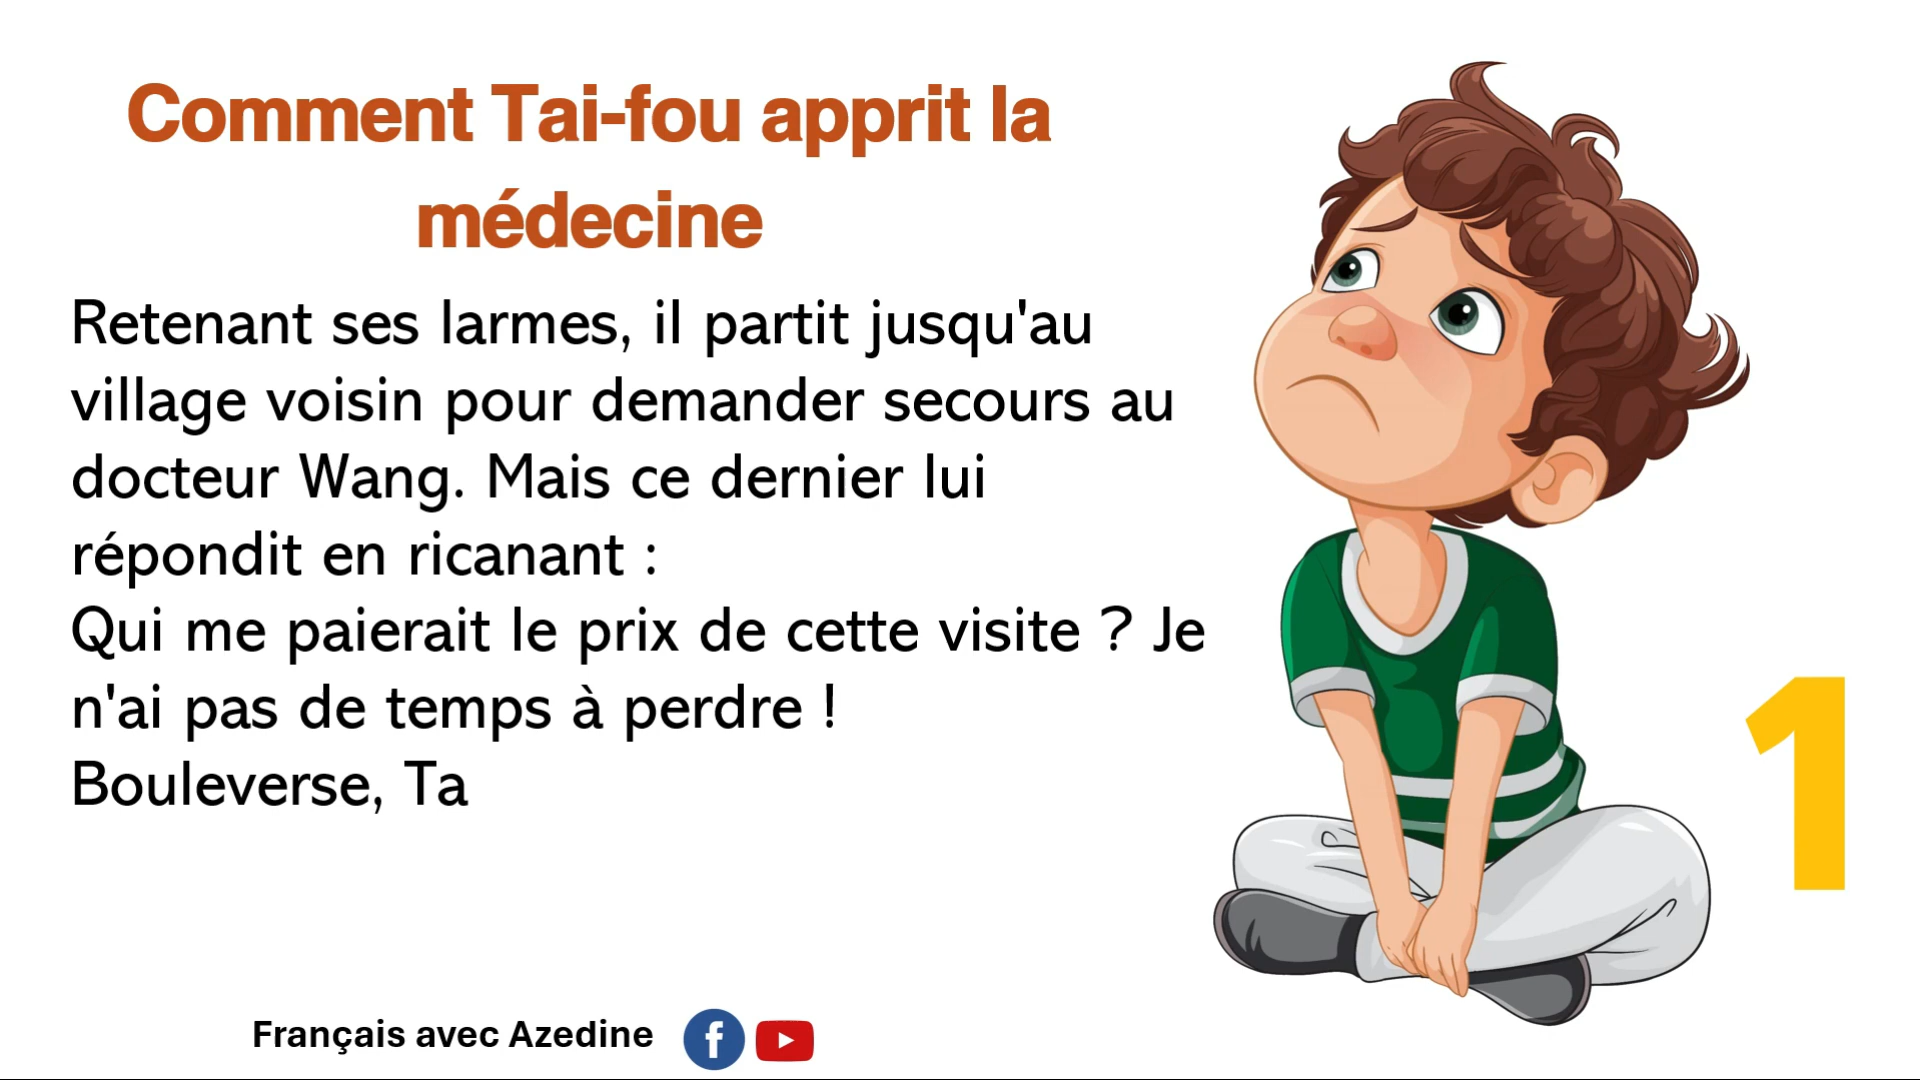 Comment Tai-fou apprit la
médecine
Retenant ses larmes, il partit jusqu'au
village voisin pour demander secours au
docteur Wang. Mais ce dernier lui
répondit en ricanant :
Qui me paierait le prix de cette visite ? Je
n'ai pas de temps à perdre !
Bouleverse, Ta
1
Français avec Azedine
f